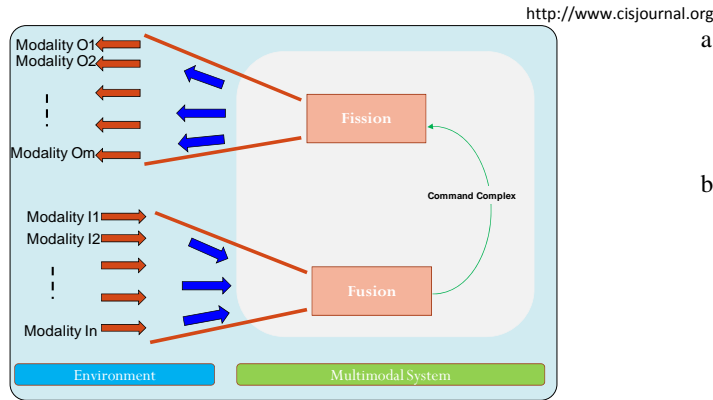 http://www.cisjournal.org
a
Modality O1
Modality O2
Fission
Modality Om
Command Complex
b
Modality I1
Modality I2
Fusion
Modality In
Environment
Multimodal System